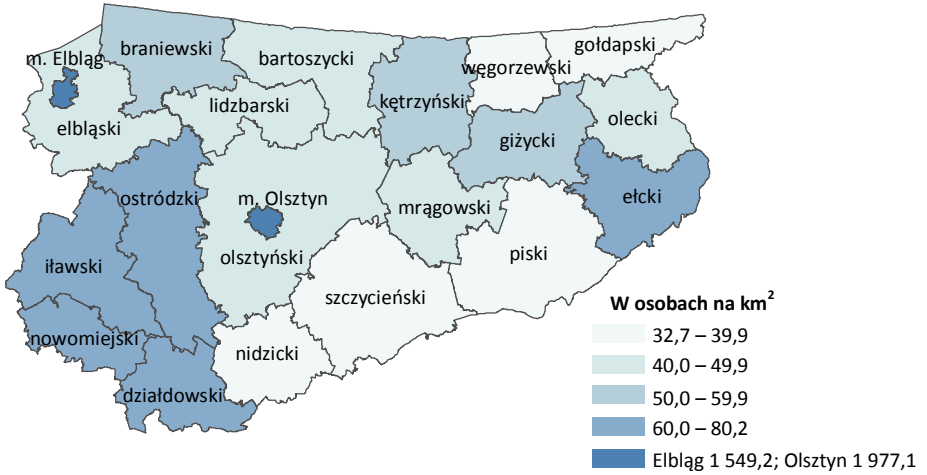 gołdapski
braniewski
m. Elbląg
bartoszycki
węgorzewski
kętrzyński
lidzbarski
olecki
elbląski
giżycki
ostródzki
m. Olsztyn
ełcki
mrągowski
olsztyński
piski
iławski
szczycieński
nowomiejski
nidzicki
działdowski
W osobach na km²
32,7 – 39,9
40,0 – 49,9
50,0 – 59,9
60,0 – 80,2
Elbląg 1 549,2; Olsztyn 1 977,1